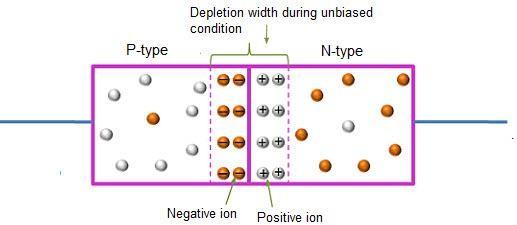 Depletion width during unbiased
condition
P-type
N-type
Negative ion
Positive ion